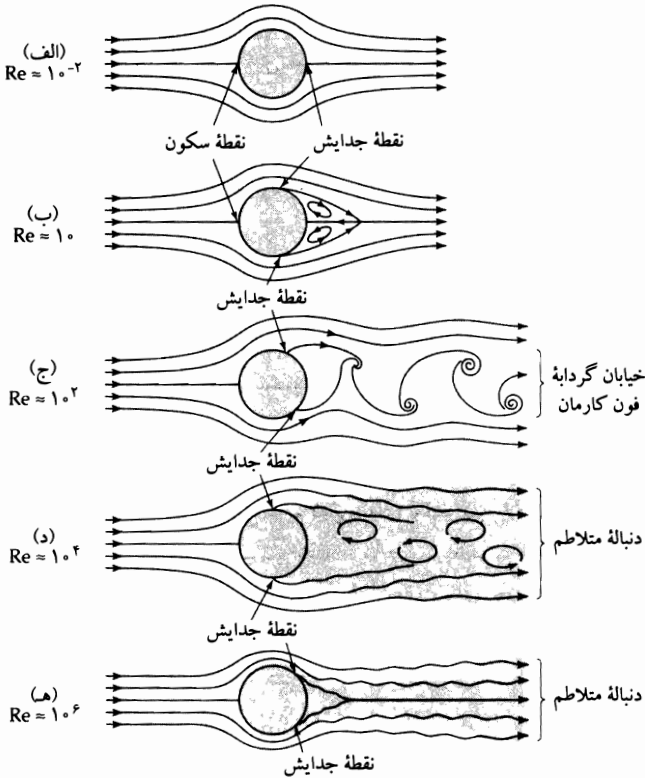 (الف)
Re ≈ ۱۰⁻²
نقطهٔ سکون
نقطهٔ جدایش
(ب)
Re ≈ ۱۰
نقطهٔ جدایش
(ج)
Re ≈ ۱۰²
خیابان گردابهٔ
فون کارمان
نقطهٔ جدایش
(د)
Re ≈ ۱۰⁴
دنبالهٔ متلاطم
نقطهٔ جدایش
(هـ)
Re ≈ ۱۰⁶
دنبالهٔ متلاطم
نقطهٔ جدایش